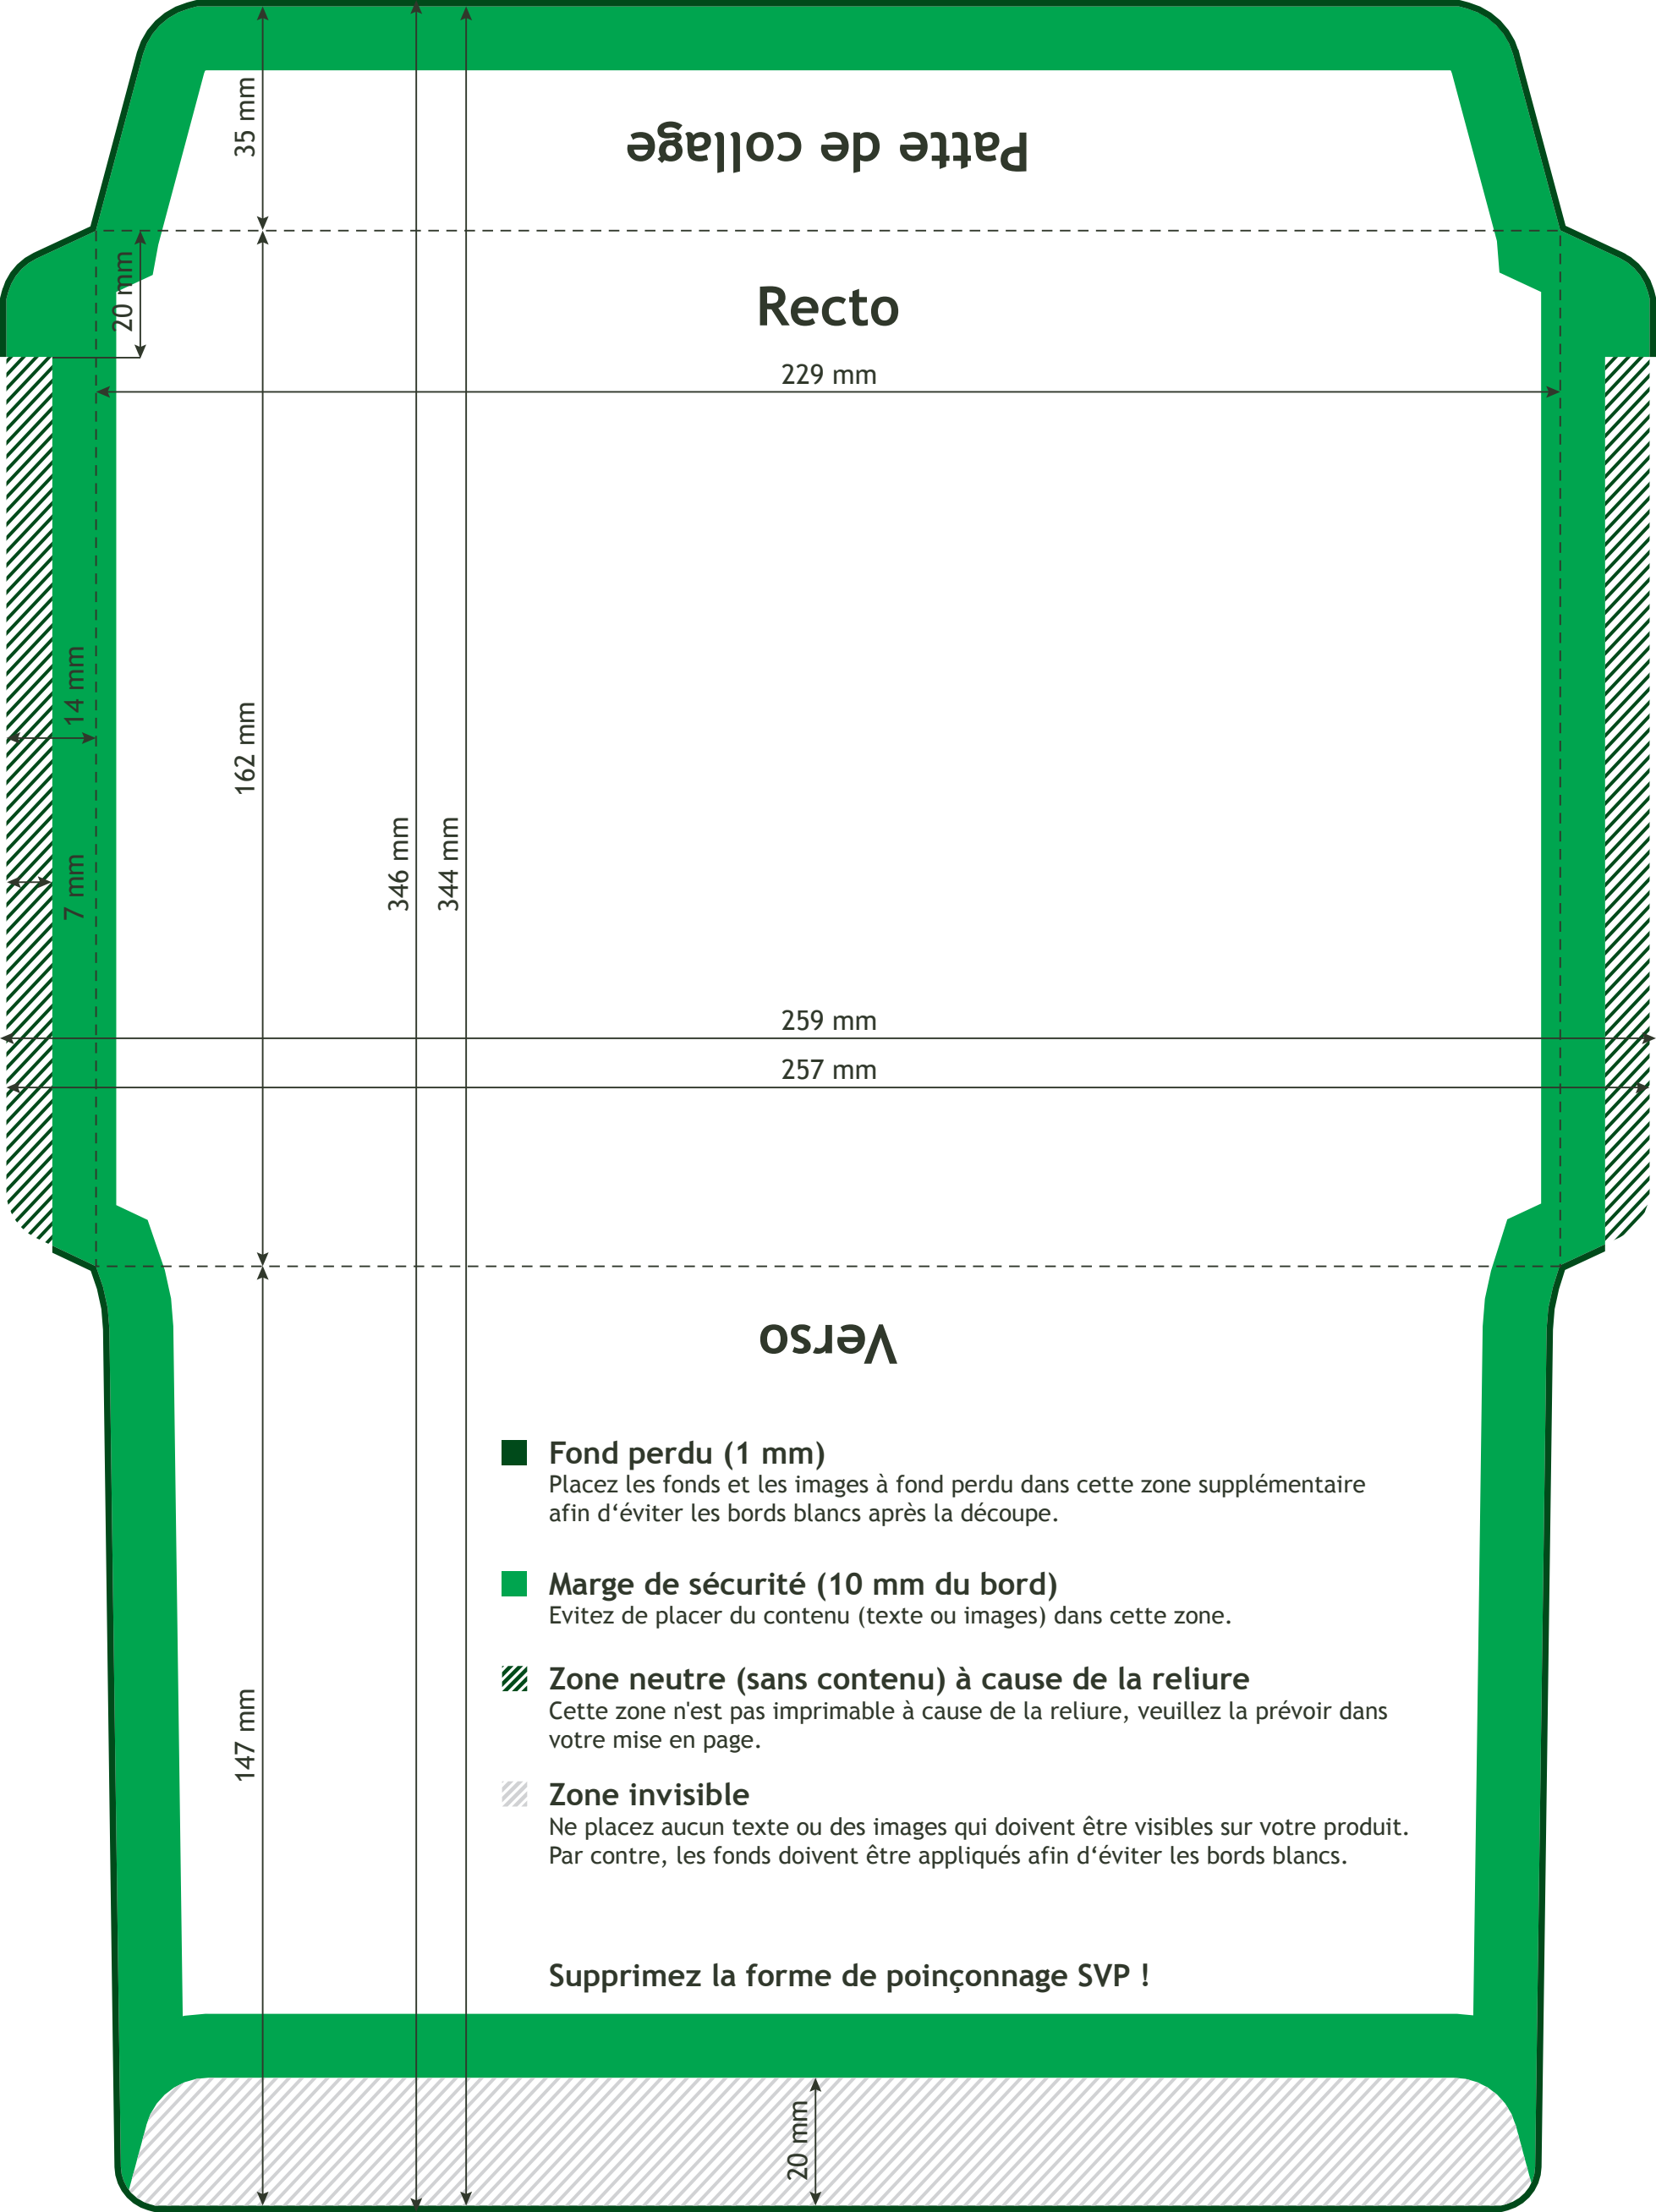 35 mm
Patte de collage
20 mm
Recto
229 mm
14 mm
162 mm
346 mm
344 mm
7 mm
259 mm
257 mm
Verso
Fond perdu (1 mm)
Placez les fonds et les images à fond perdu dans cette zone supplémentaire
afin d‘éviter les bords blancs après la découpe.
Marge de sécurité (10 mm du bord)
Evitez de placer du contenu (texte ou images) dans cette zone.
Zone neutre (sans contenu) à cause de la reliure
Cette zone n'est pas imprimable à cause de la reliure, veuillez la prévoir dans
votre mise en page.
147 mm
Zone invisible
Ne placez aucun texte ou des images qui doivent être visibles sur votre produit.
Par contre, les fonds doivent être appliqués afin d‘éviter les bords blancs.
Supprimez la forme de poinçonnage SVP !
20 mm